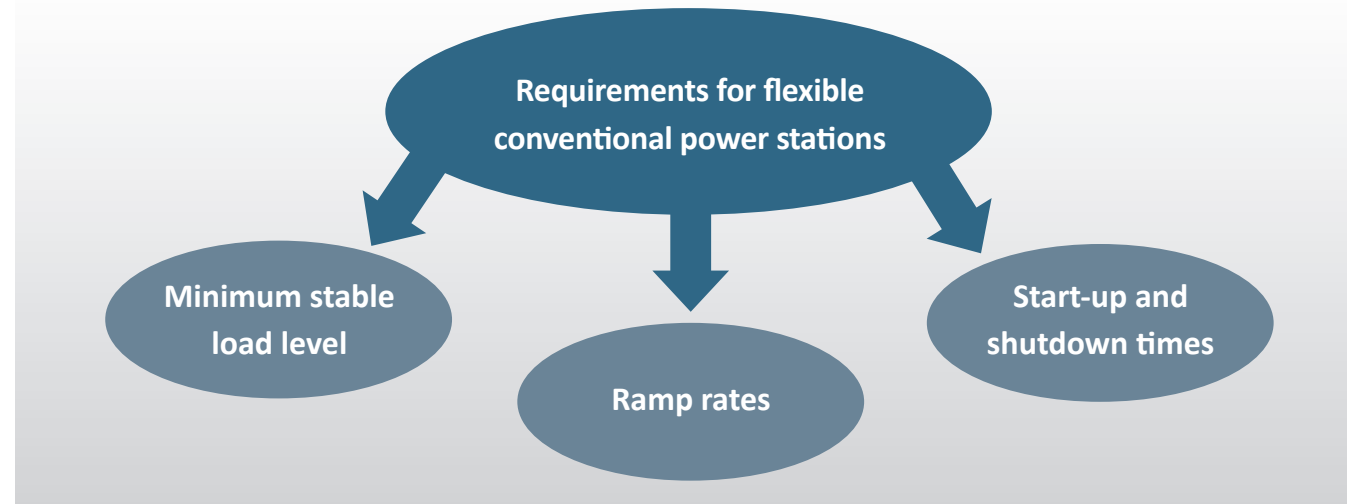 Requirements for flexible
conventional power stations
Minimum stable
load level
Ramp rates
Start-up and
shutdown times